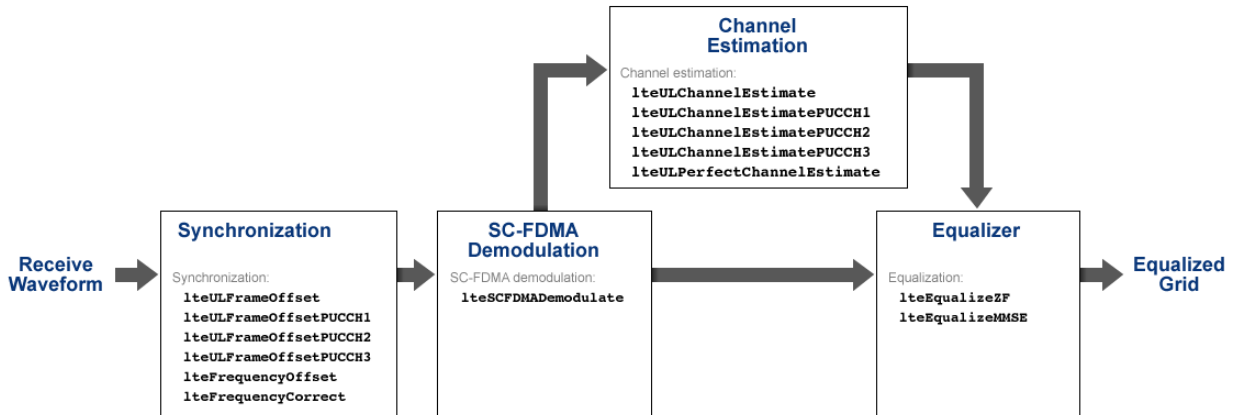 Receive
Waveform
Synchronization
Synchronization:
lteULFrameOffset
lteULFrameOffsetPUCCH1
lteULFrameOffsetPUCCH2
lteULFrameOffsetPUCCH3
lteFrequencyOffset
lteFrequencyCorrect
SC-FDMA
Demodulation
SC-FDMA demodulation:
lteSCFDMADemodulate
Channel
Estimation
Channel estimation:
lteULChannelEstimate
lteULChannelEstimatePUCCH1
lteULChannelEstimatePUCCH2
lteULChannelEstimatePUCCH3
lteULPerfectChannelEstimate
Equalizer
Equalization:
lteEqualizeZF
lteEqualizeMMSE
Equalized
Grid